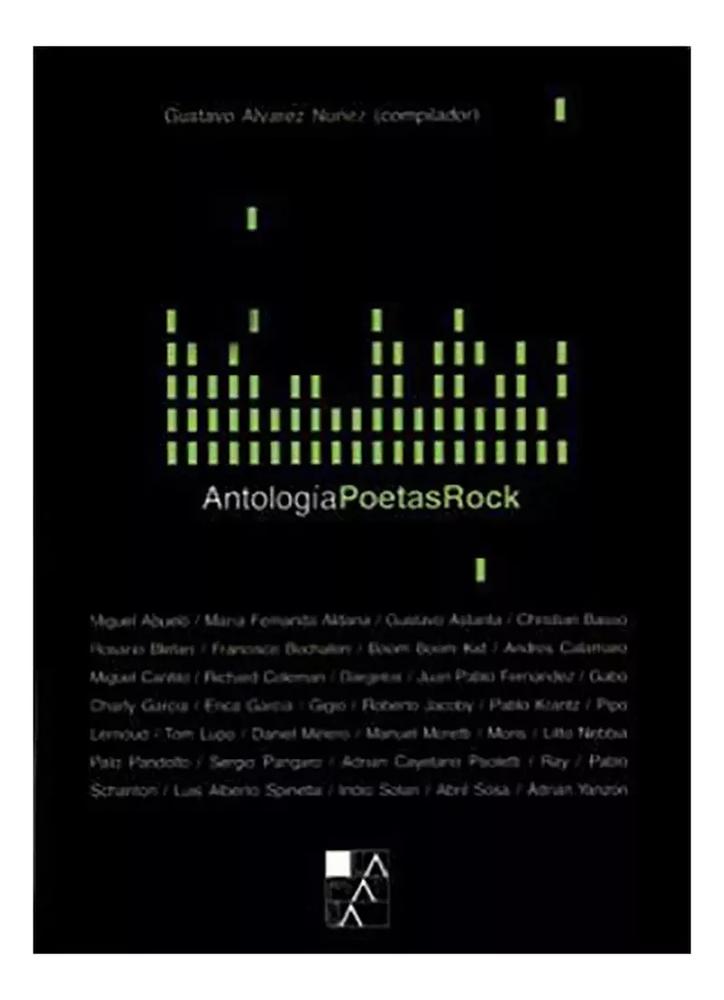 Gustavo Alvarez Nuñez (compilador)
AntologíaPoetasRock
Miguel Abuelo / María Fernanda Aldana / Gustavo Astarita / Christian Basso
Rosario Bléfari / Francisco Bochatón / Boom Boom Kid / Andrés Calamaro
Miguel Cantilo / Richard Coleman / Dárgelos / Juan Pablo Fernández / Gabo
Charly García / Erica García / Gigio / Roberto Jacoby / Pablo Krantz / Pipo
Lernoud / Tom Lupo / Daniel Melero / Manuel Moretti / Moris / Litto Nebbia
Palo Pandolfo / Sergio Pángaro / Adrián Cayetano Paoletti / Ray / Pablo
Schanton / Luis Alberto Spinetta / Indio Solari / Abril Sosa / Adrián Yanzón